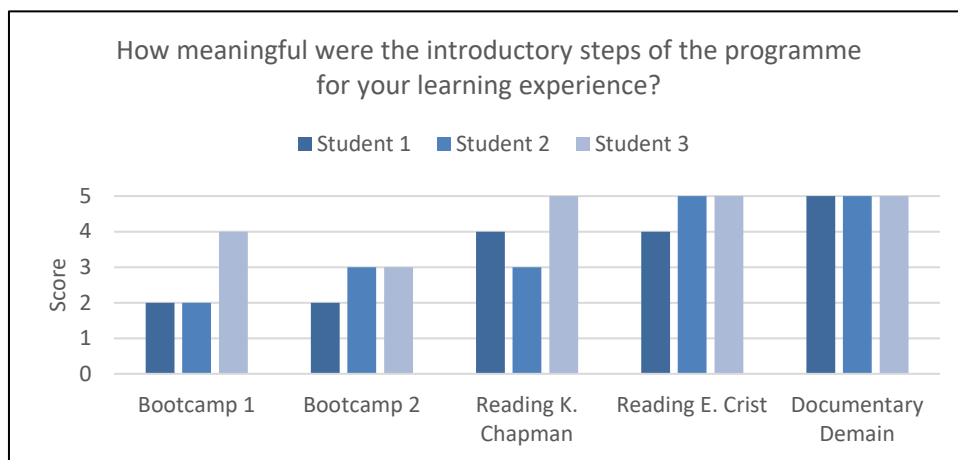 How meaningful were the introductory steps of the programme
for your learning experience?
Student 1 Student 2 Student 3
5
4
3
2
1
0
Score
Bootcamp 1 Bootcamp 2 Reading K. Chapman Reading E. Crist Documentary Demain